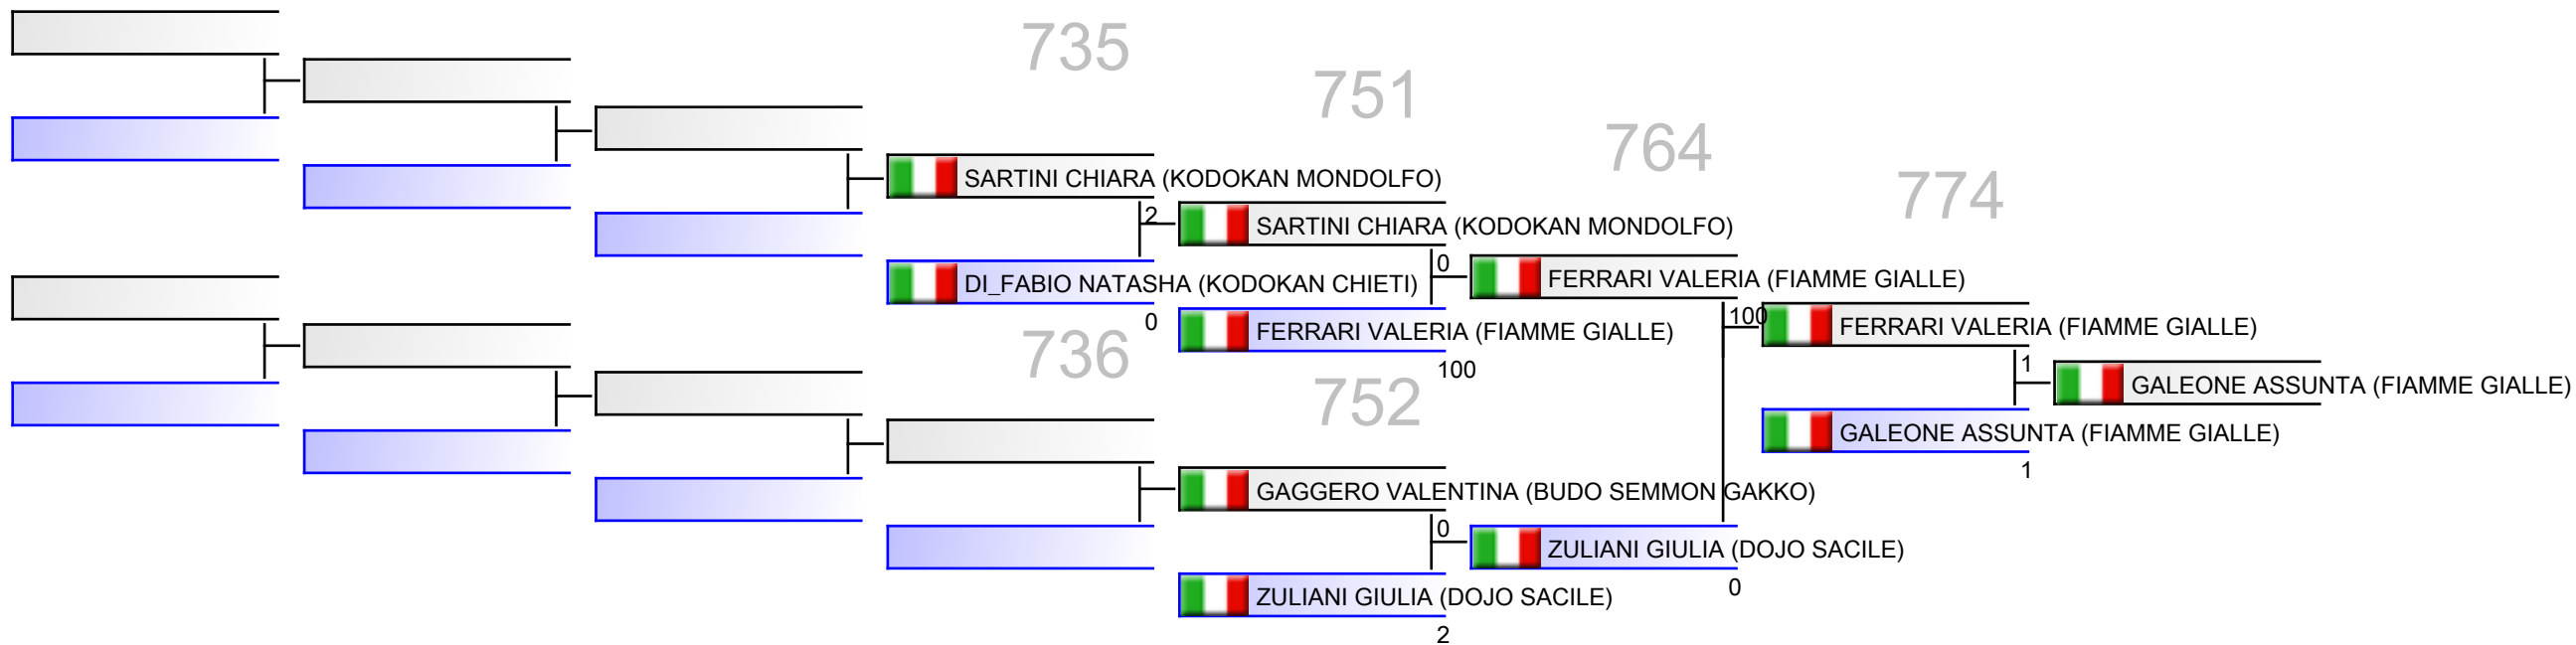 735
751
764
774
SARTINI CHIARA (KODOKAN MONDOLFO)
2
SARTINI CHIARA (KODOKAN MONDOLFO)
DI_FABIO NATASHA (KODOKAN CHIETI)
0
0
FERRARI VALERIA (FIAMME GIALLE)
FERRARI VALERIA (FIAMME GIALLE)
100
100
FERRARI VALERIA (FIAMME GIALLE)
1
GALEONE ASSUNTA (FIAMME GIALLE)
GALEONE ASSUNTA (FIAMME GIALLE)
1
736
752
GAGGERO VALENTINA (BUDO SEMMON GAKKO)
0
ZULIANI GIULIA (DOJO SACILE)
0
ZULIANI GIULIA (DOJO SACILE)
2